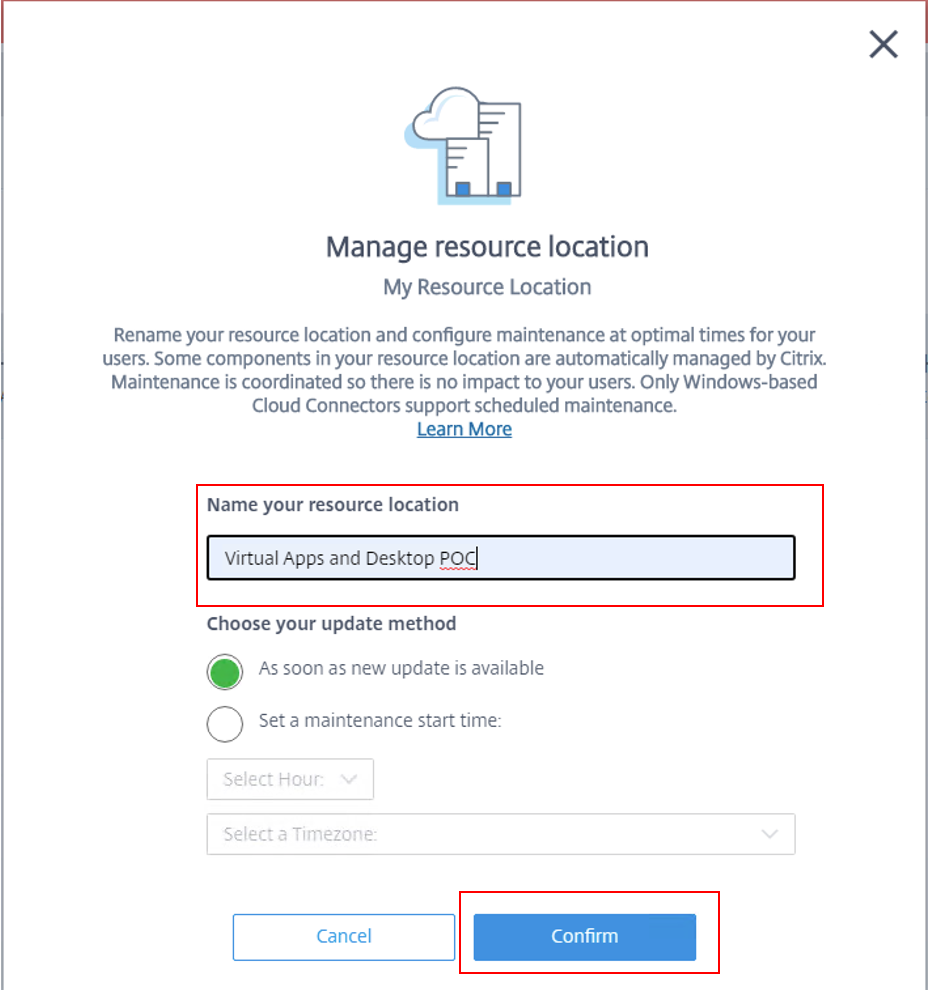 Manage resource location
My Resource Location
Rename your resource location and configure maintenance at optimal times for your
users. Some components in your resource location are automatically managed by Citrix.
Maintenance is coordinated so there is no impact to your users. Only Windows-based
Cloud Connectors support scheduled maintenance.
Learn More
Name your resource location
Virtual Apps and Desktop POC
Choose your update method
As soon as new update is available
Set a maintenance start time:
Select Hour:
Select a Timezone:
Cancel
Confirm